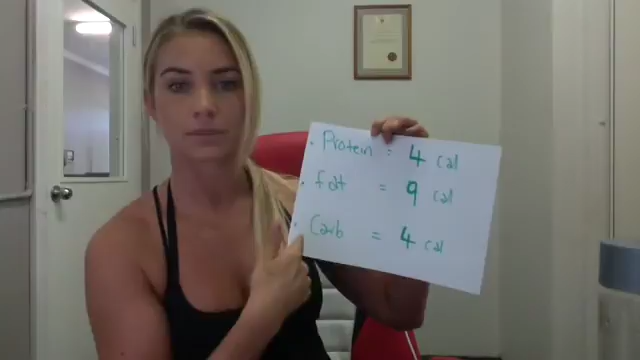 • Protein = 4 cal
• Fat = 9 cal
• Carb = 4 cal